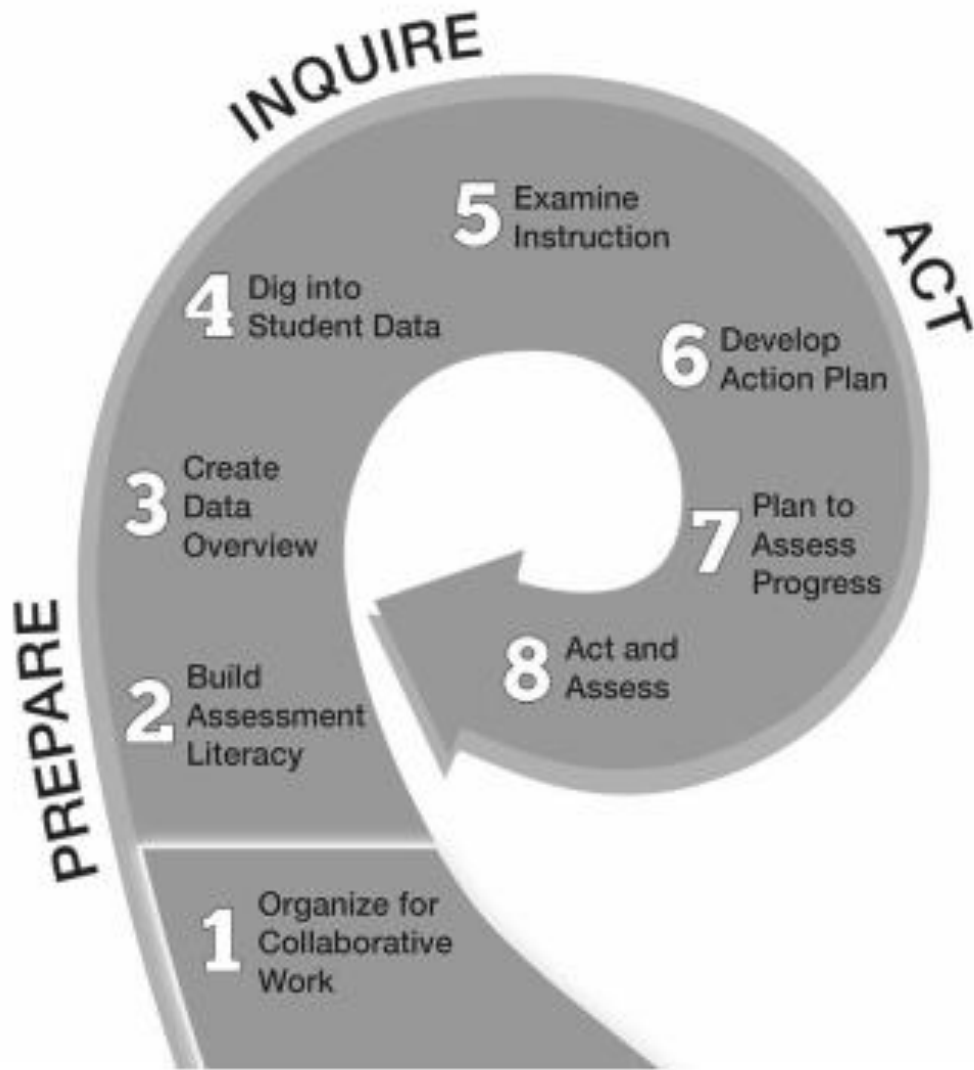 PREPARE
1 Organize for
Collaborative
Work
2 Build
Assessment
Literacy
INQUIRE
3 Create
Data
Overview
4 Dig into
Student Data
5 Examine
Instruction
ACT
6 Develop
Action Plan
7 Plan to
Assess
Progress
8 Act and
Assess